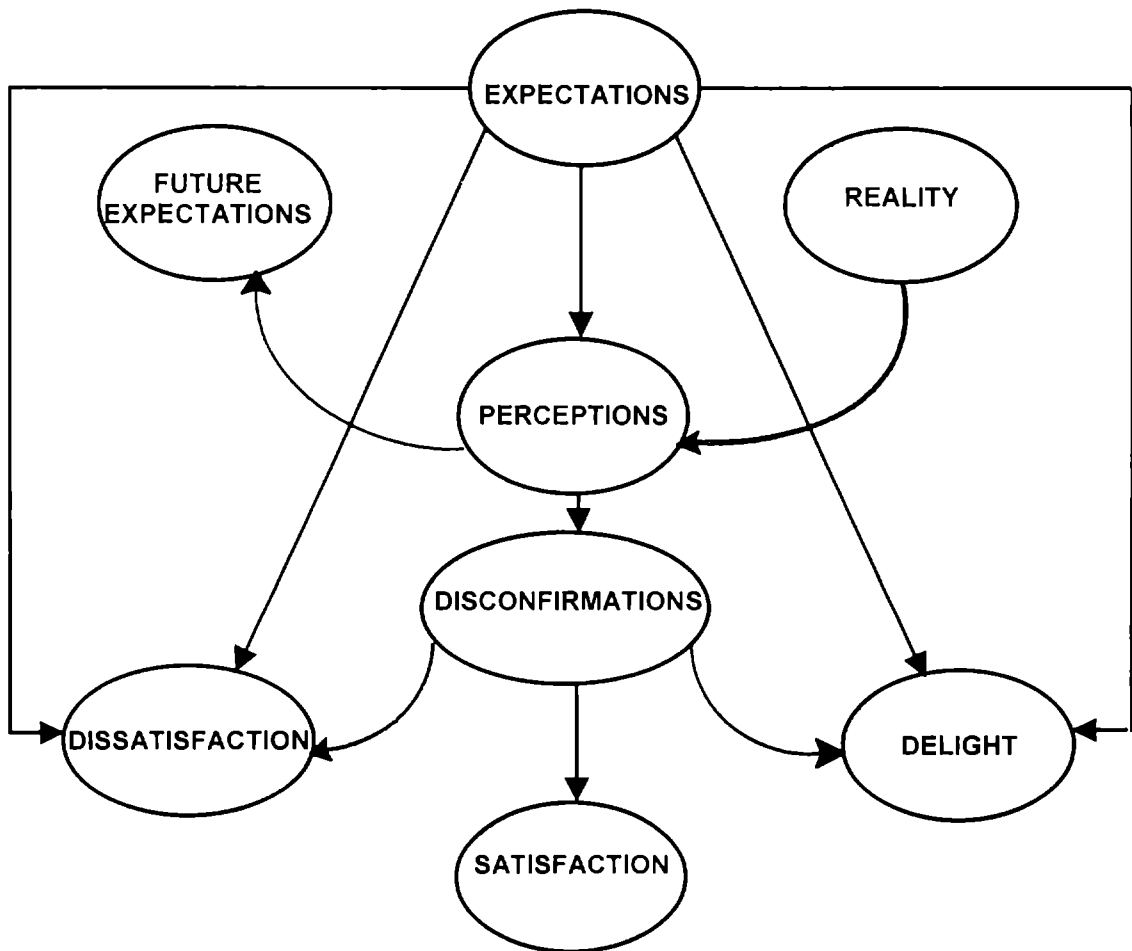 EXPECTATIONS
FUTURE
EXPECTATIONS
REALITY
PERCEPTIONS
DISCONFIRMATIONS
DISSATISFACTION
DELIGHT
SATISFACTION